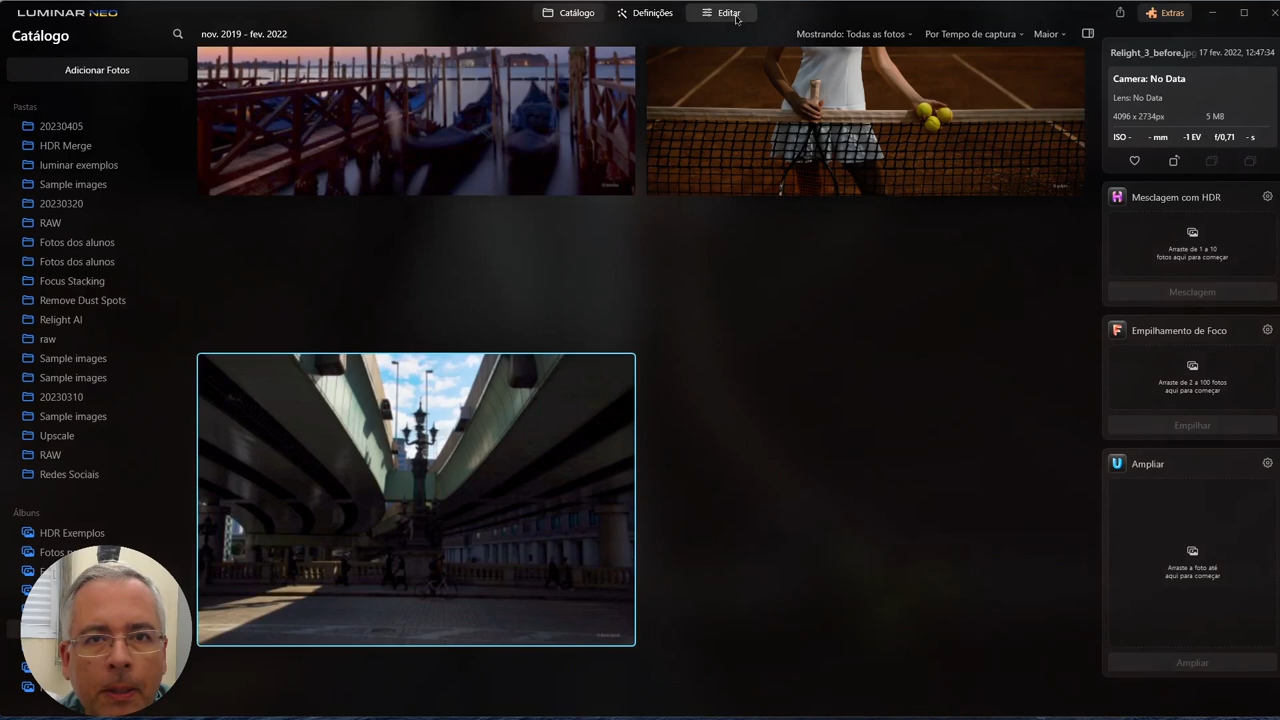 LUMINAR NEO
Catálogo
Definições
Editar
Extras
Catálogo
nov. 2019 - fev. 2022
Mostrando: Todas as fotos
Por Tempo de captura
Maior
Adicionar Fotos
Pastas
20230405
HDR Merge
luminar exemplos
Sample images
20230320
RAW
Fotos dos alunos
Fotos dos alunos
Focus Stacking
Remove Dust Spots
Relight AI
raw
Sample images
Sample images
20230310
Sample images
Upscale
RAW
Redes Sociais
Álbuns
HDR Exemplos
Relight_3_before.jpg 17 fev. 2022, 12:47:34
Camera: No Data
Lens: No Data
4096 x 2734px 5 MB
ISO - - mm -1 EV f/0,71 - s
Mesclagem com HDR
Arraste de 1 a 10
fotos aqui para começar
Mesclagem
Empilhamento de Foco
Arraste de 2 a 100 fotos
aqui para começar
Empilhar
Ampliar
Arraste a foto até
aqui para começar
Ampliar